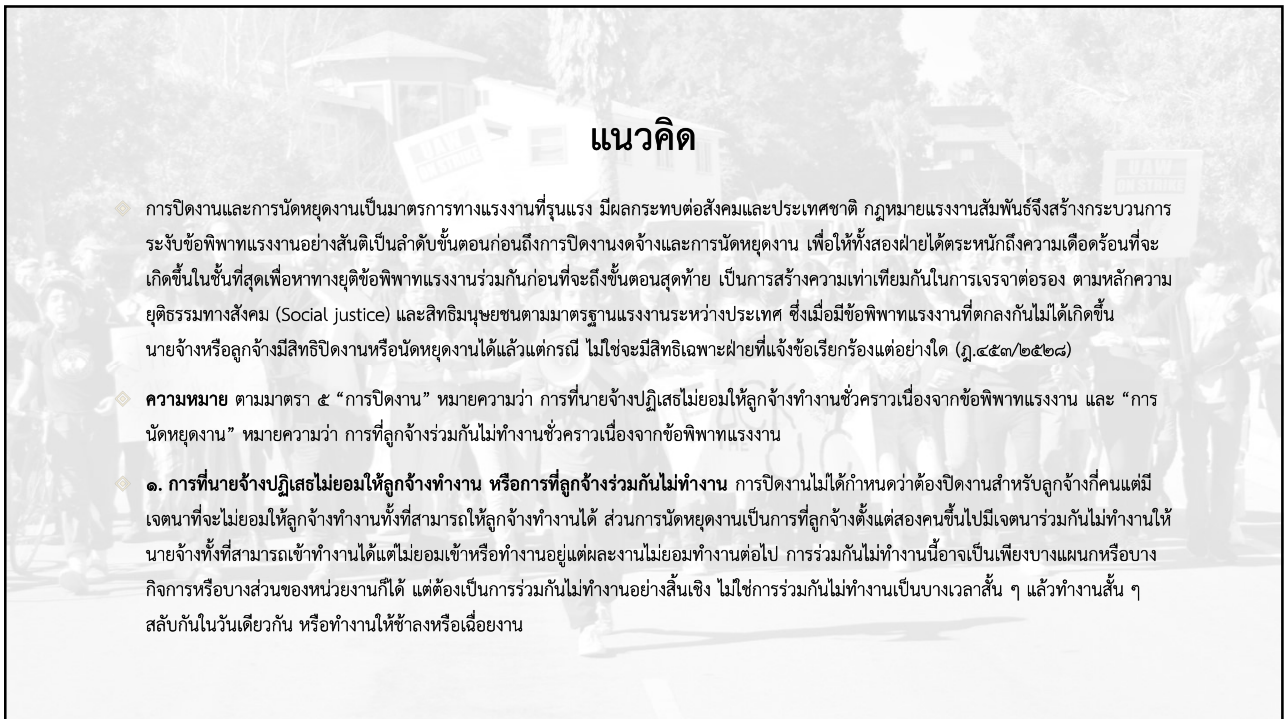 แนวคิด
การปิดงานและการนัดหยุดงานเป็นมาตรการทางแรงงานที่รุนแรง มีผลกระทบต่อสังคมและประเทศชาติ กฎหมายแรงงานสัมพันธ์จึงสร้างกระบวนการ
ระงับข้อพิพาทแรงงานอย่างสันติเป็นลำดับขั้นตอนก่อนถึงการปิดงานงดจ้างและการนัดหยุดงาน เพื่อให้ทั้งสองฝ่ายได้ตระหนักถึงความเดือดร้อนที่จะ
เกิดขึ้นในชั้นที่สุดเพื่อหาทางยุติข้อพิพาทแรงงานร่วมกันก่อนที่จะถึงขั้นตอนสุดท้าย เป็นการสร้างความเท่าเทียมกันในการเจรจาต่อรอง ตามหลักความ
ยุติธรรมทางสังคม (Social justice) และสิทธิมนุษยชนตามมาตรฐานแรงงานระหว่างประเทศ ซึ่งเมื่อมีข้อพิพาทแรงงานที่ตกลงกันไม่ได้เกิดขึ้น
นายจ้างหรือลูกจ้างมีสิทธิปิดงานหรือนัดหยุดงานได้แล้วแต่กรณี ไม่ใช่จะมีสิทธิเฉพาะฝ่ายที่แจ้งข้อเรียกร้องแต่อย่างใด (ฎ.๔๕๓/๒๕๒๘)
ความหมาย ตามมาตรา ๕ “การปิดงาน” หมายความว่า การที่นายจ้างปฏิเสธไม่ยอมให้ลูกจ้างทำงานชั่วคราวเนื่องจากข้อพิพาทแรงงาน และ “การ
นัดหยุดงาน” หมายความว่า การที่ลูกจ้างร่วมกันไม่ทำงานชั่วคราวเนื่องจากข้อพิพาทแรงงาน
๑. การที่นายจ้างปฏิเสธไม่ยอมให้ลูกจ้างทำงาน หรือการที่ลูกจ้างร่วมกันไม่ทำงาน การปิดงานไม่ได้กำหนดว่าต้องปิดงานสำหรับลูกจ้างกี่คนแต่มี
เจตนาที่จะไม่ยอมให้ลูกจ้างทำงานทั้งที่สามารถให้ลูกจ้างทำงานได้ ส่วนการนัดหยุดงานเป็นการที่ลูกจ้างตั้งแต่สองคนขึ้นไปมีเจตนาร่วมกันไม่ทำงานให้
นายจ้างทั้งที่สามารถเข้าทำงานได้แต่ไม่ยอมเข้าหรือทำงานอยู่แต่ผละงานไม่ยอมทำงานต่อไป การร่วมกันไม่ทำงานนี้อาจเป็นเพียงบางแผนกหรือบาง
กิจการหรือบางส่วนของหน่วยงานก็ได้ แต่ต้องเป็นการร่วมกันไม่ทำงานอย่างสิ้นเชิง ไม่ใช่การร่วมกันไม่ทำงานเป็นบางเวลาสั้น ๆ แล้วทำงานสั้น ๆ
สลับกันในวันเดียวกัน หรือทำงานให้ช้าลงหรือเฉื่อยงาน